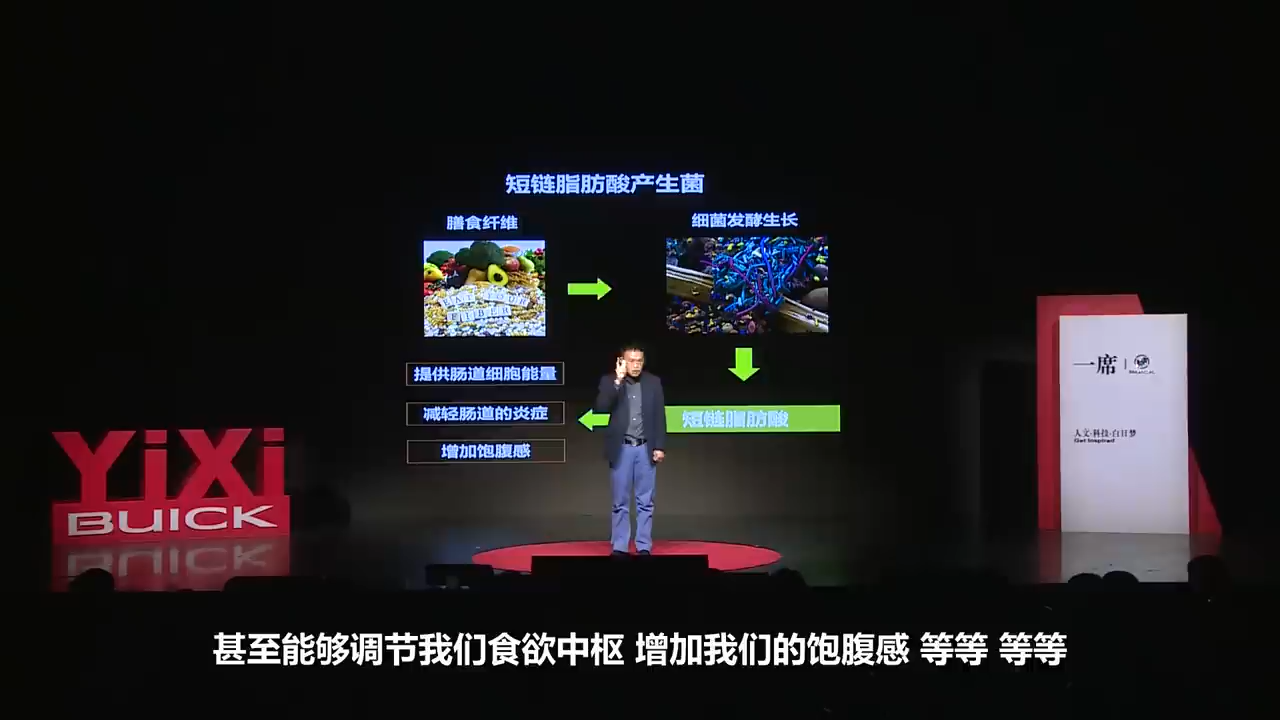 短链脂肪酸产生菌
膳食纤维
细菌发酵生长
EAT YOUR
FIBER
提供肠道细胞能量
减轻肠道的炎症
短链脂肪酸
增加饱腹感
一席
人文·科技·白日梦
Get Inspired
YiXi
BUICK
甚至能够调节我们食欲中枢 增加我们的饱腹感 等等 等等